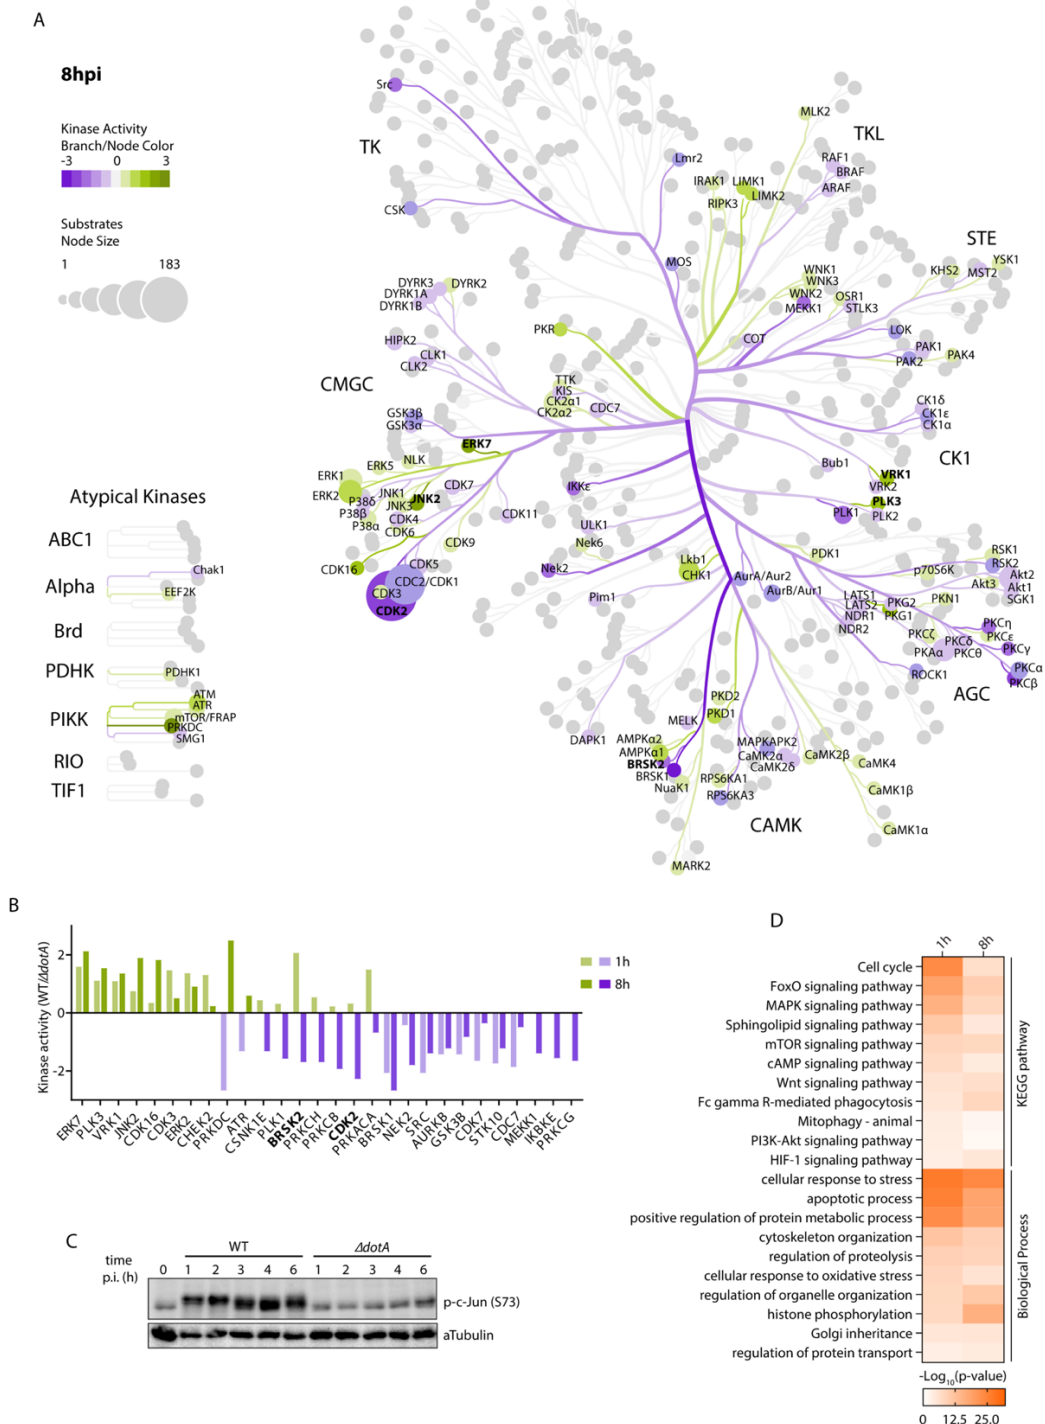 A
8hpi
Kinase Activity
Branch/Node Color
-3 0 3
Substrates
Node Size
1 183
TK
Src
CSK
Lmr2
MOS
TKL
MLK2
RAF1
BRAF
ARAF
IRAK1
LIMK1
RIPK3
LIMK2
STE
YSK1
KHS2
MST2
WNK1
WNK3
WNK2
MEKK1
OSR1
STLK3
COT
LOK
PAK1
PAK2
PAK4
CMGC
DYRK3
DYRK2
DYRK1A
DYRK1B
HIPK2
CLK1
CLK2
PKR
TTK
KIS
CK2α1
CK2α2
CDC7
GSK3β
GSK3α
ERK7
NLK
ERK5
ERK1
ERK2
P38δ
P38β
P38α
JNK1
JNK2
JNK3
CDK7
CDK4
CDK6
CDK11
CDK9
CDK16
CDK5
CDC2/CDK1
CDK3
CDK2
IKKε
ULK1
Nek6
Nek2
Pim1
Lkb1
CHK1
CK1
CK1δ
CK1ε
CK1α
Bub1
VRK1
VRK2
PLK3
PLK1
PLK2
AurA/Aur2
AurB/Aur1
PDK1
p70S6K
RSK1
RSK2
Akt2
Akt3
Akt1
SGK1
LATS1
LATS2
NDR1
NDR2
PKG2
PKG1
PKN1
PKCζ
PKCδ
PKAα
PKCθ
PKCη
PKCε
PKCγ
PKCα
PKCβ
ROCK1
AGC
PKD2
PKD1
MELK
DAPK1
AMPKα2
AMPKα1
BRSK2
BRSK1
NuaK1
MAPKAPK2
CaMK2α
CaMK2δ
CaMK2β
CaMK4
CaMK1β
CaMK1α
RPS6KA1
RPS6KA3
MARK2
CAMK
Atypical Kinases
ABC1
Alpha
Chak1
EEF2K
Brd
PDHK
PDHK1
PIKK
ATM
ATR
mTOR/FRAP
PRKDC
SMG1
RIO
TIF1
B
Kinase activity (WT/ΔdotA)
2
0
-2
1h
8h
ERK7
PLK3
VRK1
JNK2
CDK16
CDK3
ERK2
CHEK2
PRKDC
ATR
CSNK1E
PLK1
BRSK2
PRKCH
PRKCB
CDK2
PRKACA
BRSK1
NEK2
SRC
AURKB
GSK3B
CDK7
STK10
CDC7
MEKK1
IKBKE
PRKCG
C
WT ΔdotA
time
p.i. (h)
0 1 2 3 4 6 1 2 3 4 6
p-c-Jun (S73)
aTubulin
D
1h 8h
Cell cycle
FoxO signaling pathway
MAPK signaling pathway
Sphingolipid signaling pathway
mTOR signaling pathway
cAMP signaling pathway
Wnt signaling pathway
Fc gamma R-mediated phagocytosis
Mitophagy - animal
PI3K-Akt signaling pathway
HIF-1 signaling pathway
KEGG pathway
cellular response to stress
apoptotic process
positive regulation of protein metabolic process
cytoskeleton organization
regulation of proteolysis
cellular response to oxidative stress
regulation of organelle organization
histone phosphorylation
Golgi inheritance
regulation of protein transport
Biological Process
-Log10(p-value)
0 12.5 25.0